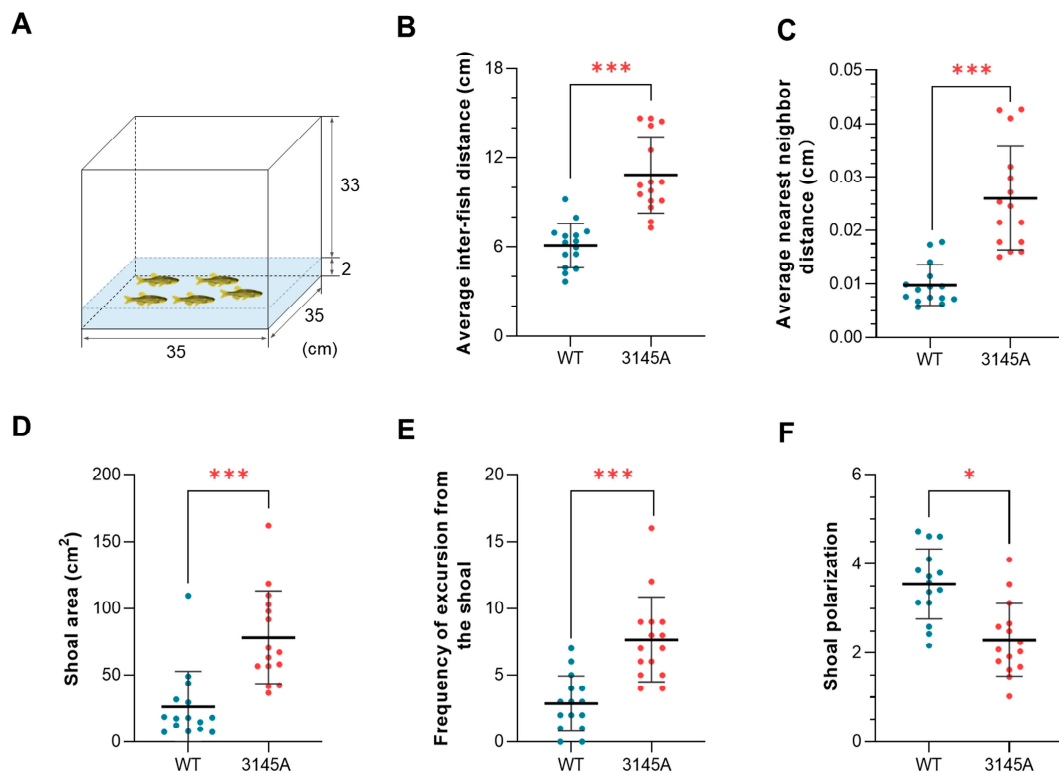 A
33
2
35
35
(cm)
B
Average inter-fish distance (cm)
18
12
6
0
***
WT
3145A
C
Average nearest neighbor
distance (cm)
0.05
0.04
0.03
0.02
0.01
0.00
***
WT
3145A
D
Shoal area (cm²)
200
150
100
50
0
***
WT
3145A
E
Frequency of excursion from
the shoal
20
15
10
5
0
***
WT
3145A
F
Shoal polarization
6
4
2
0
*
WT
3145A